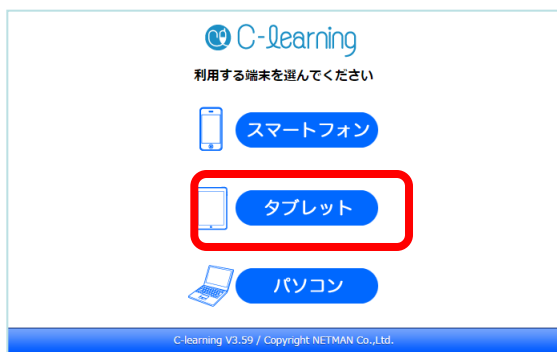 C-Learning
利用する端末を選んでください
スマートフォン
タブレット
パソコン
C-learning V3.59 / Copyright NETMAN Co.,Ltd.